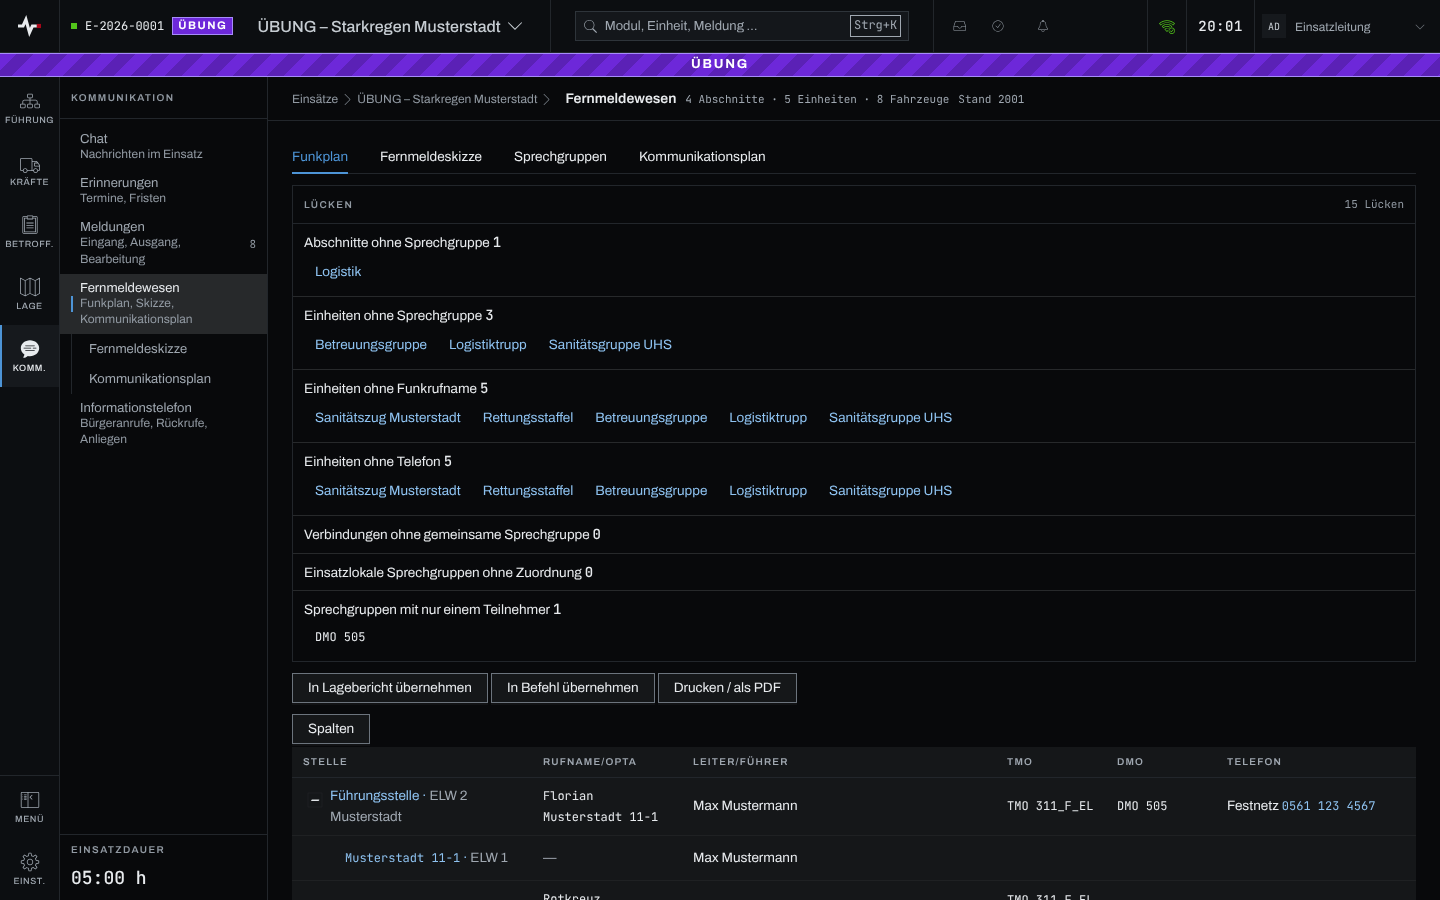 E-2026-0001 ÜBUNG ÜBUNG – Starkregen Musterstadt Modul, Einheit, Meldung ... Strg+K 20:01 AD Einsatzleitung
ÜBUNG
FÜHRUNG
KRÄFTE
BETROFF.
LAGE
KOMM.
MENÜ
EINST.
KOMMUNIKATION
Chat
Nachrichten im Einsatz
Erinnerungen
Termine, Fristen
Meldungen
Eingang, Ausgang,
Bearbeitung
8
Fernmeldewesen
Funkplan, Skizze,
Kommunikationsplan
Fernmeldeskizze
Kommunikationsplan
Informationstelefon
Bürgeranrufe, Rückrufe,
Anliegen
EINSATZDAUER
05:00 h
Einsätze ÜBUNG – Starkregen Musterstadt Fernmeldewesen 4 Abschnitte · 5 Einheiten · 8 Fahrzeuge Stand 2001
Funkplan Fernmeldeskizze Sprechgruppen Kommunikationsplan
LÜCKEN 15 Lücken
Abschnitte ohne Sprechgruppe 1
Logistik
Einheiten ohne Sprechgruppe 3
Betreuungsgruppe Logistiktrupp Sanitätsgruppe UHS
Einheiten ohne Funkrufname 5
Sanitätszug Musterstadt Rettungsstaffel Betreuungsgruppe Logistiktrupp Sanitätsgruppe UHS
Einheiten ohne Telefon 5
Sanitätszug Musterstadt Rettungsstaffel Betreuungsgruppe Logistiktrupp Sanitätsgruppe UHS
Verbindungen ohne gemeinsame Sprechgruppe 0
Einsatzlokale Sprechgruppen ohne Zuordnung 0
Sprechgruppen mit nur einem Teilnehmer 1
DMO 505
In Lagebericht übernehmen In Befehl übernehmen Drucken / als PDF
Spalten
STELLE RUFNAME/OPTA LEITER/FÜHRER TMO DMO TELEFON
– Führungsstelle · ELW 2
Musterstadt
Florian
Musterstadt 11-1
Max Mustermann TMO 311_F_EL DMO 505 Festnetz 0561 123 4567
Musterstadt 11-1 · ELW 1 — Max Mustermann
Rotkreuz TMO 311_F_EL